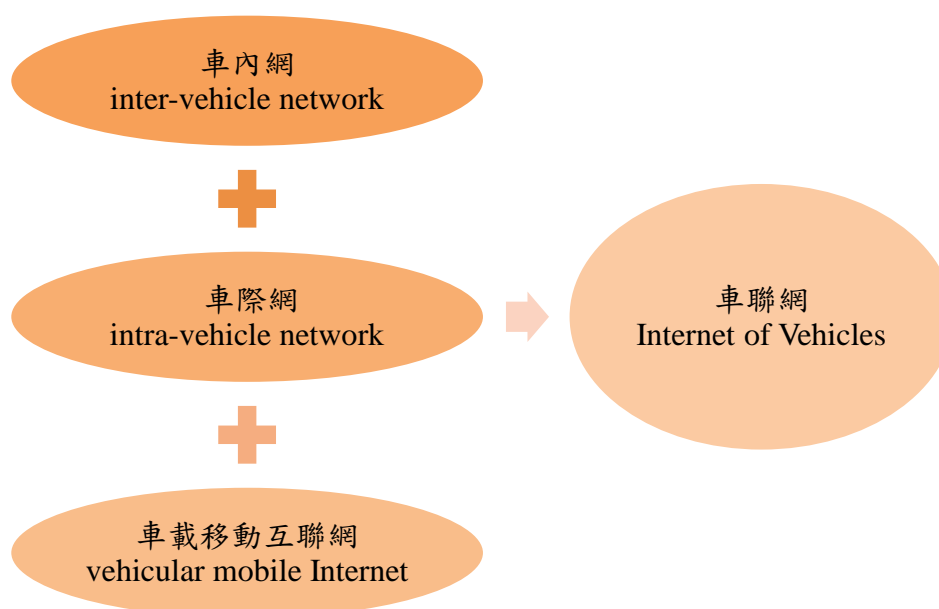 車內網
inter-vehicle network
車際網
intra-vehicle network
車載移動互聯網
vehicular mobile Internet
車聯網
Internet of Vehicles